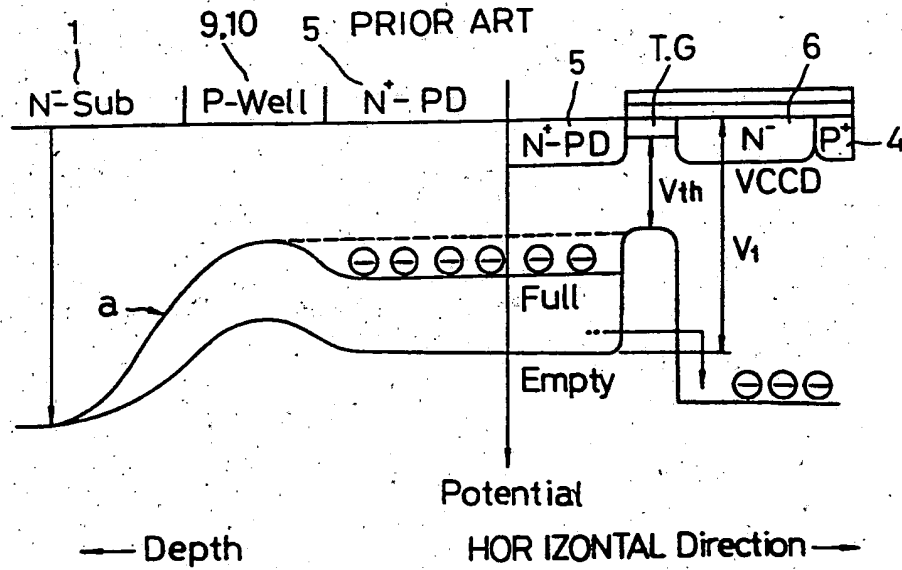 PRIOR ART
1
9,10
5
5
T.G
6
N⁻-Sub
P-Well
N⁺-PD
N⁺-PD
N⁻
P⁺
4
VCCD
Vth
V1
a
Full
Empty
Potential
Depth
HOR IZONTAL Direction